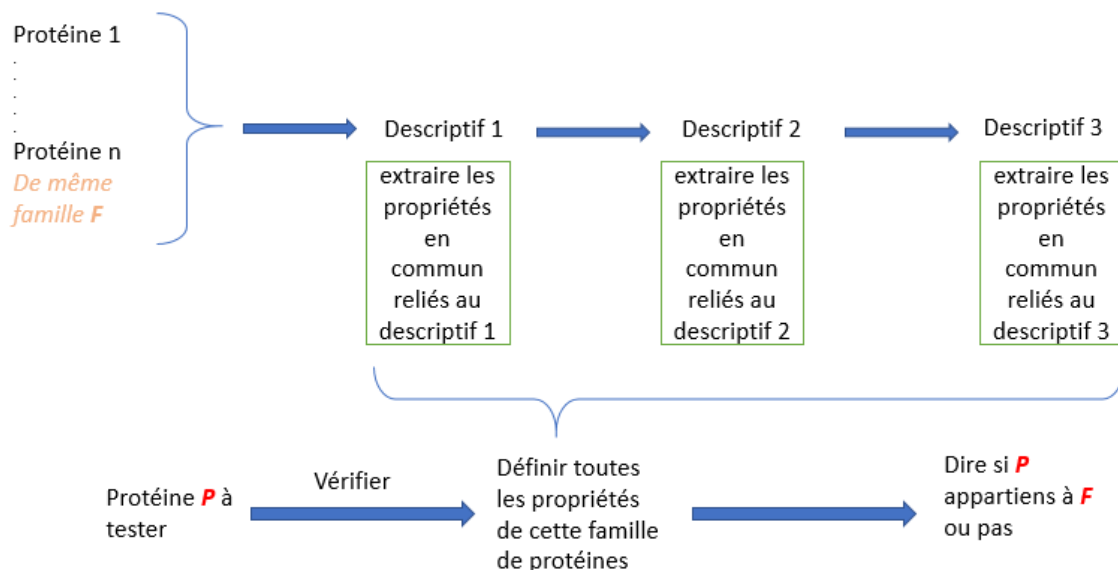 Protéine 1
.
.
.
.
.
Protéine n
De même
famille F
Descriptif 1
extraire les
propriétés
en
commun
reliés au
descriptif 1
Descriptif 2
extraire les
propriétés
en
commun
reliés au
descriptif 2
Descriptif 3
extraire les
propriétés
en
commun
reliés au
descriptif 3
Protéine P à
tester
Vérifier
Définir toutes
les propriétés
de cette famille
de protéines
Dire si P
appartiens à F
ou pas